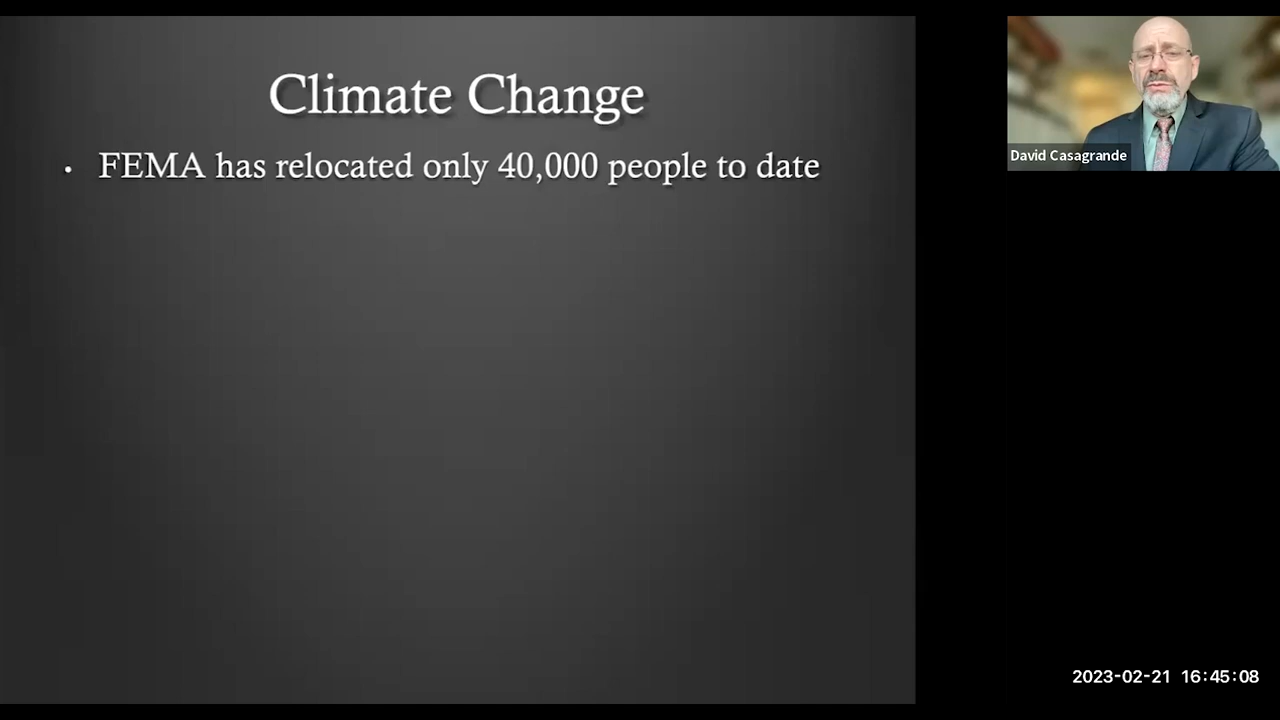 Climate Change
• FEMA has relocated only 40,000 people to date
David Casagrande
2023-02-21 16:45:08